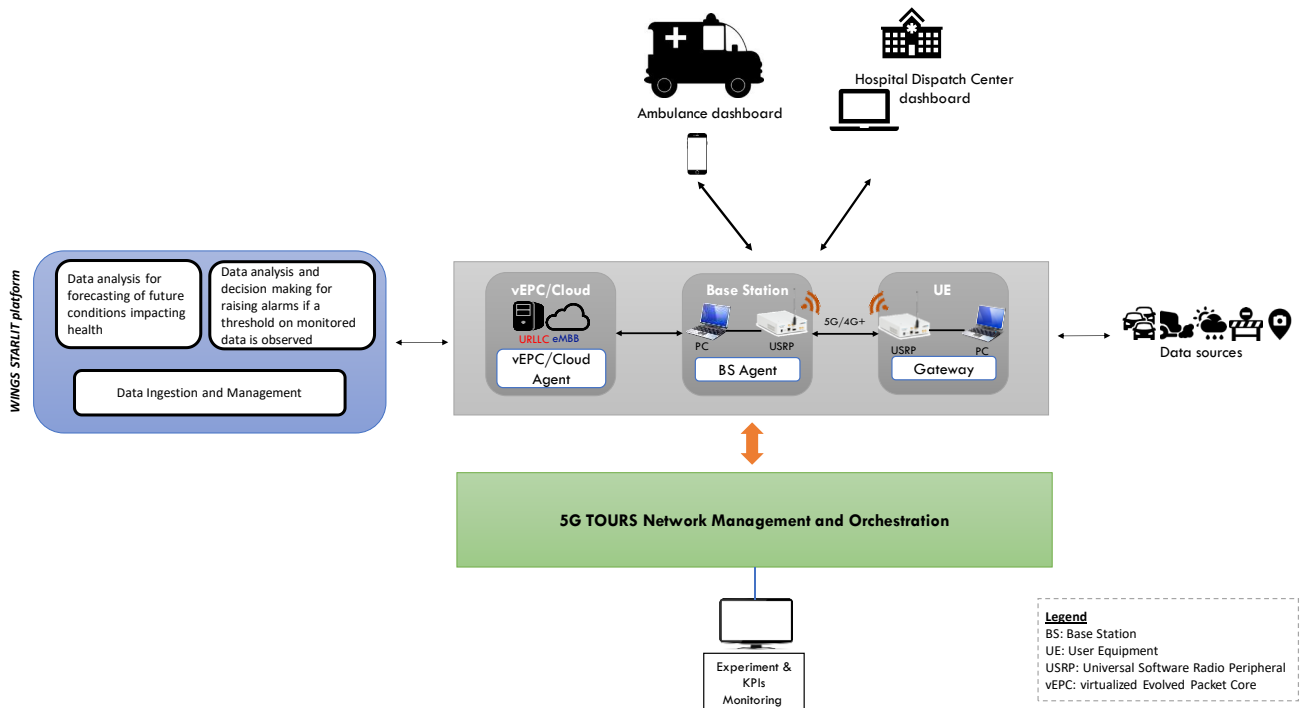 Ambulance dashboard
Hospital Dispatch Center
dashboard
WINGS STARLIT platform
Data analysis for
forecasting of future
conditions impacting
health
Data analysis and
decision making for
raising alarms if a
threshold on monitored
data is observed
Data Ingestion and Management
vEPC/Cloud
URLLC eMBB
vEPC/Cloud
Agent
Base Station
PC
USRP
BS Agent
5G/4G+
UE
USRP
PC
Gateway
Data sources
5G TOURS Network Management and Orchestration
Experiment &
KPIs
Monitoring
Legend
BS: Base Station
UE: User Equipment
USRP: Universal Software Radio Peripheral
vEPC: virtualized Evolved Packet Core